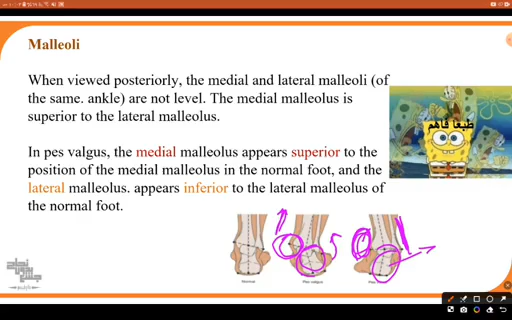 Malleoli
When viewed posteriorly, the medial and lateral malleoli (of
the same. ankle) are not level. The medial malleolus is
superior to the lateral malleolus.
طبعا فاهم
In pes valgus, the medial malleolus appears superior to the
position of the medial malleolus in the normal foot, and the
lateral malleolus. appears inferior to the lateral malleolus of
the normal foot.
Normal
Pes valgus
Pes